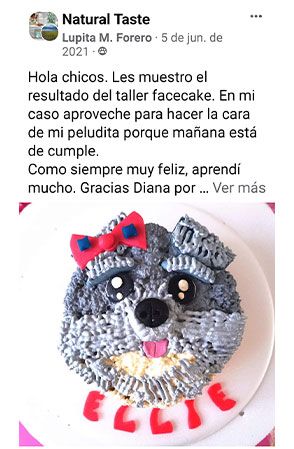 Natural Taste
Lupita M. Forero · 5 de jun. de
2021 ·
Hola chicos. Les muestro el
resultado del taller facecake. En mi
caso aproveche para hacer la cara
de mi peludita porque mañana está
de cumple.
Como siempre muy feliz, aprendí
mucho. Gracias Diana por ... Ver más
ELLIE